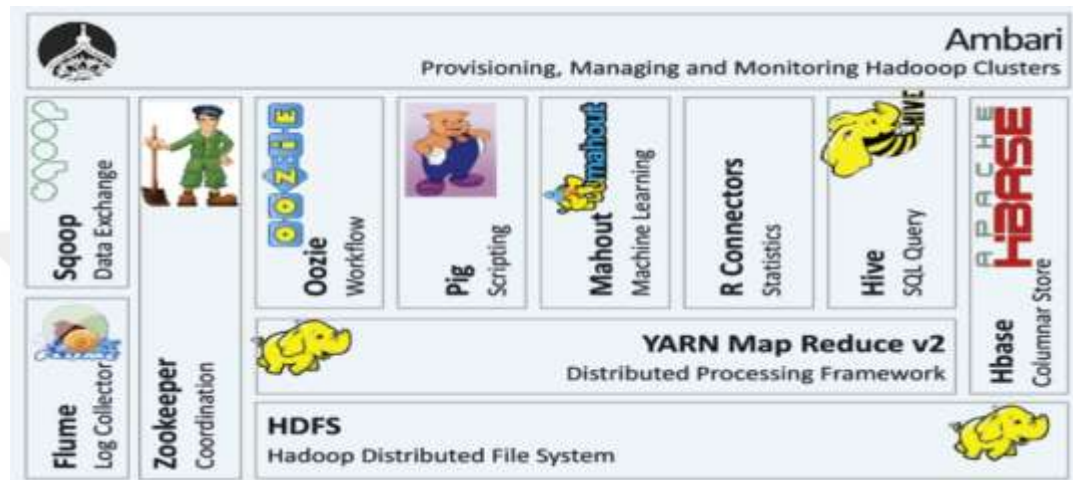 Ambari
Provisioning, Managing and Monitoring Hadooop Clusters
sqoop
Sqoop
Data Exchange
Flume
Log Collector
Zookeeper
Coordination
OOZIE
Oozie
Workflow
Pig
Scripting
mahout
Mahout
Machine Learning
R Connectors
Statistics
HIVE
Hive
SQL Query
APACHE
HBASE
Hbase
Columnar Store
YARN Map Reduce v2
Distributed Processing Framework
HDFS
Hadoop Distributed File System